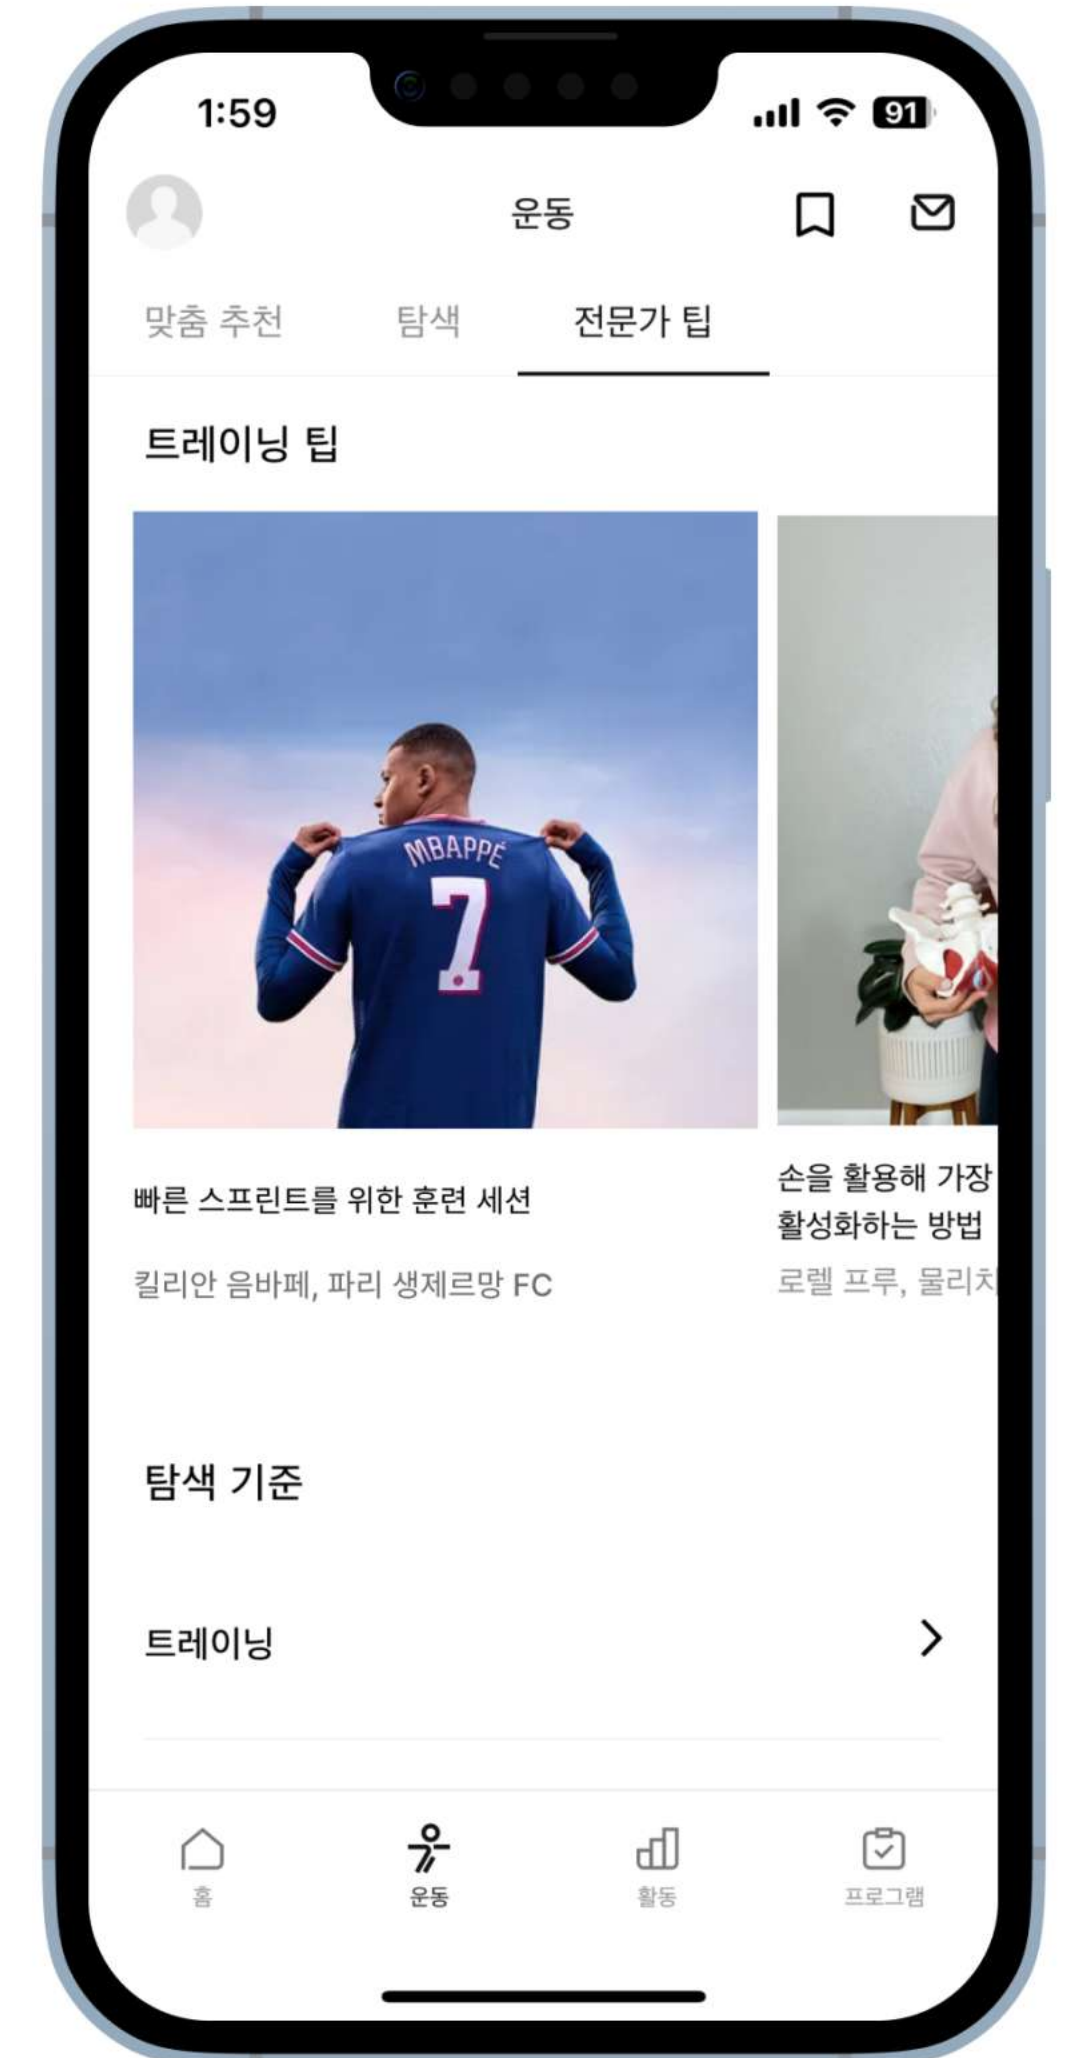 1:59
91
운동
맞춤 추천
탐색
전문가 팁
트레이닝 팁
MBAPPÉ
7
빠른 스프린트를 위한 훈련 세션
킬리안 음바페, 파리 생제르망 FC
손을 활용해 가장
활성화하는 방법
로렐 프루, 물리치
탐색 기준
트레이닝
홈
운동
활동
프로그램